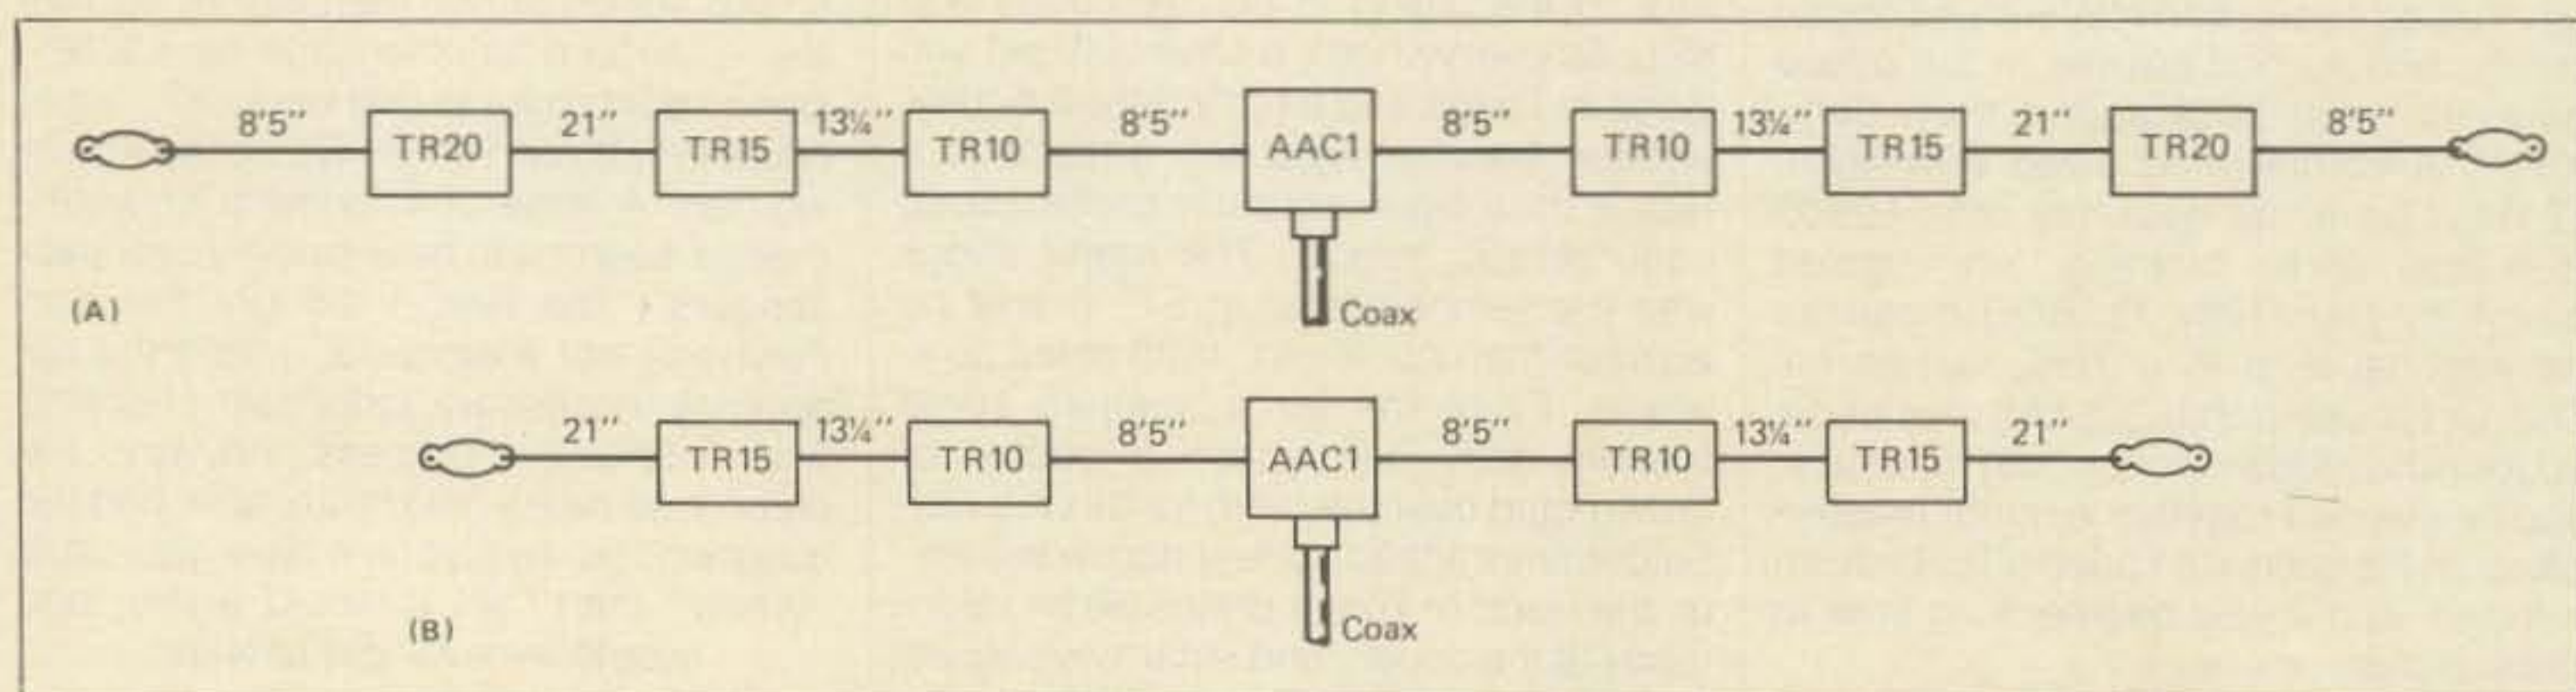 8'5" 21" 13¼" 8'5" 8'5" 13¼" 21" 8'5"
TR20 TR15 TR10 AAC1 TR10 TR15 TR20
(A) Coax
21" 13¼" 8'5" 8'5" 13¼" 21"
TR15 TR10 AAC1 TR10 TR15
(B) Coax